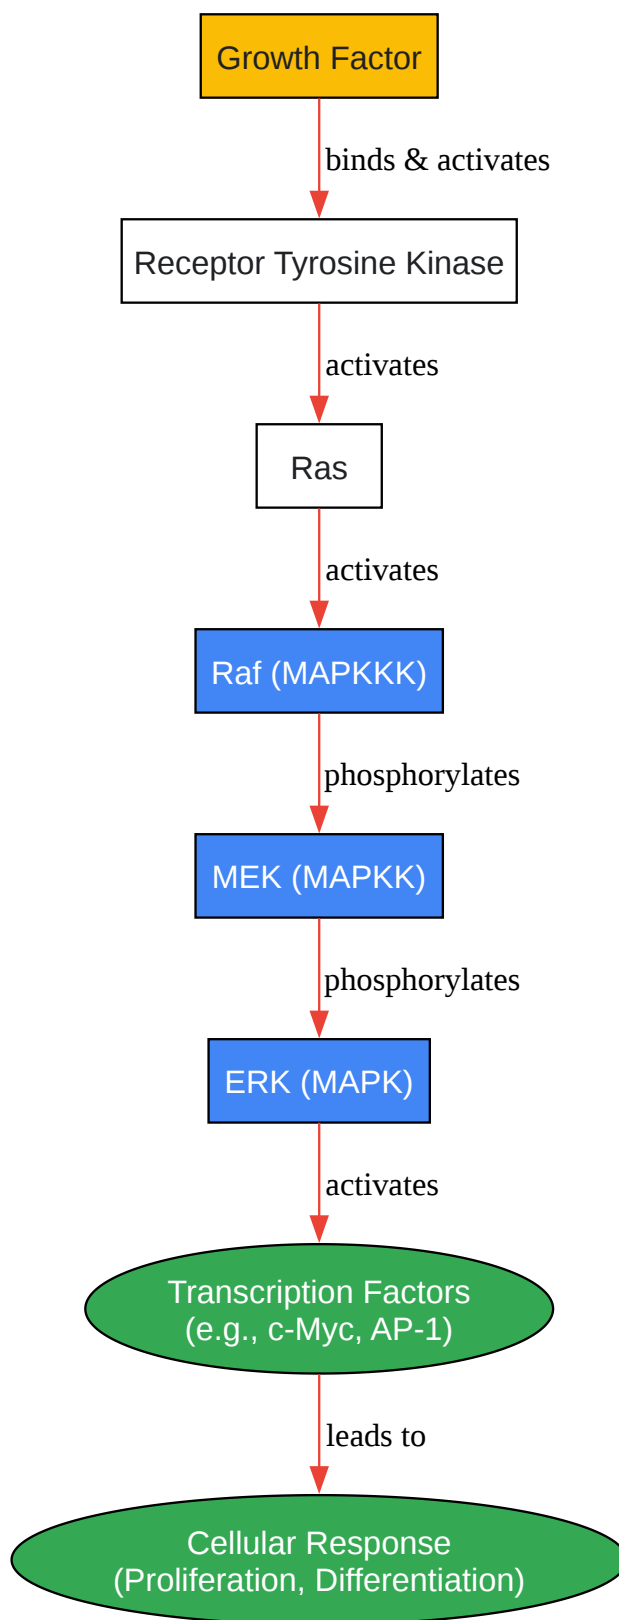 Growth Factor
binds & activates
Receptor Tyrosine Kinase
activates
Ras
activates
Raf (MAPKKK)
phosphorylates
MEK (MAPKK)
phosphorylates
ERK (MAPK)
activates
Transcription Factors
(e.g., c-Myc, AP-1)
leads to
Cellular Response
(Proliferation, Differentiation)